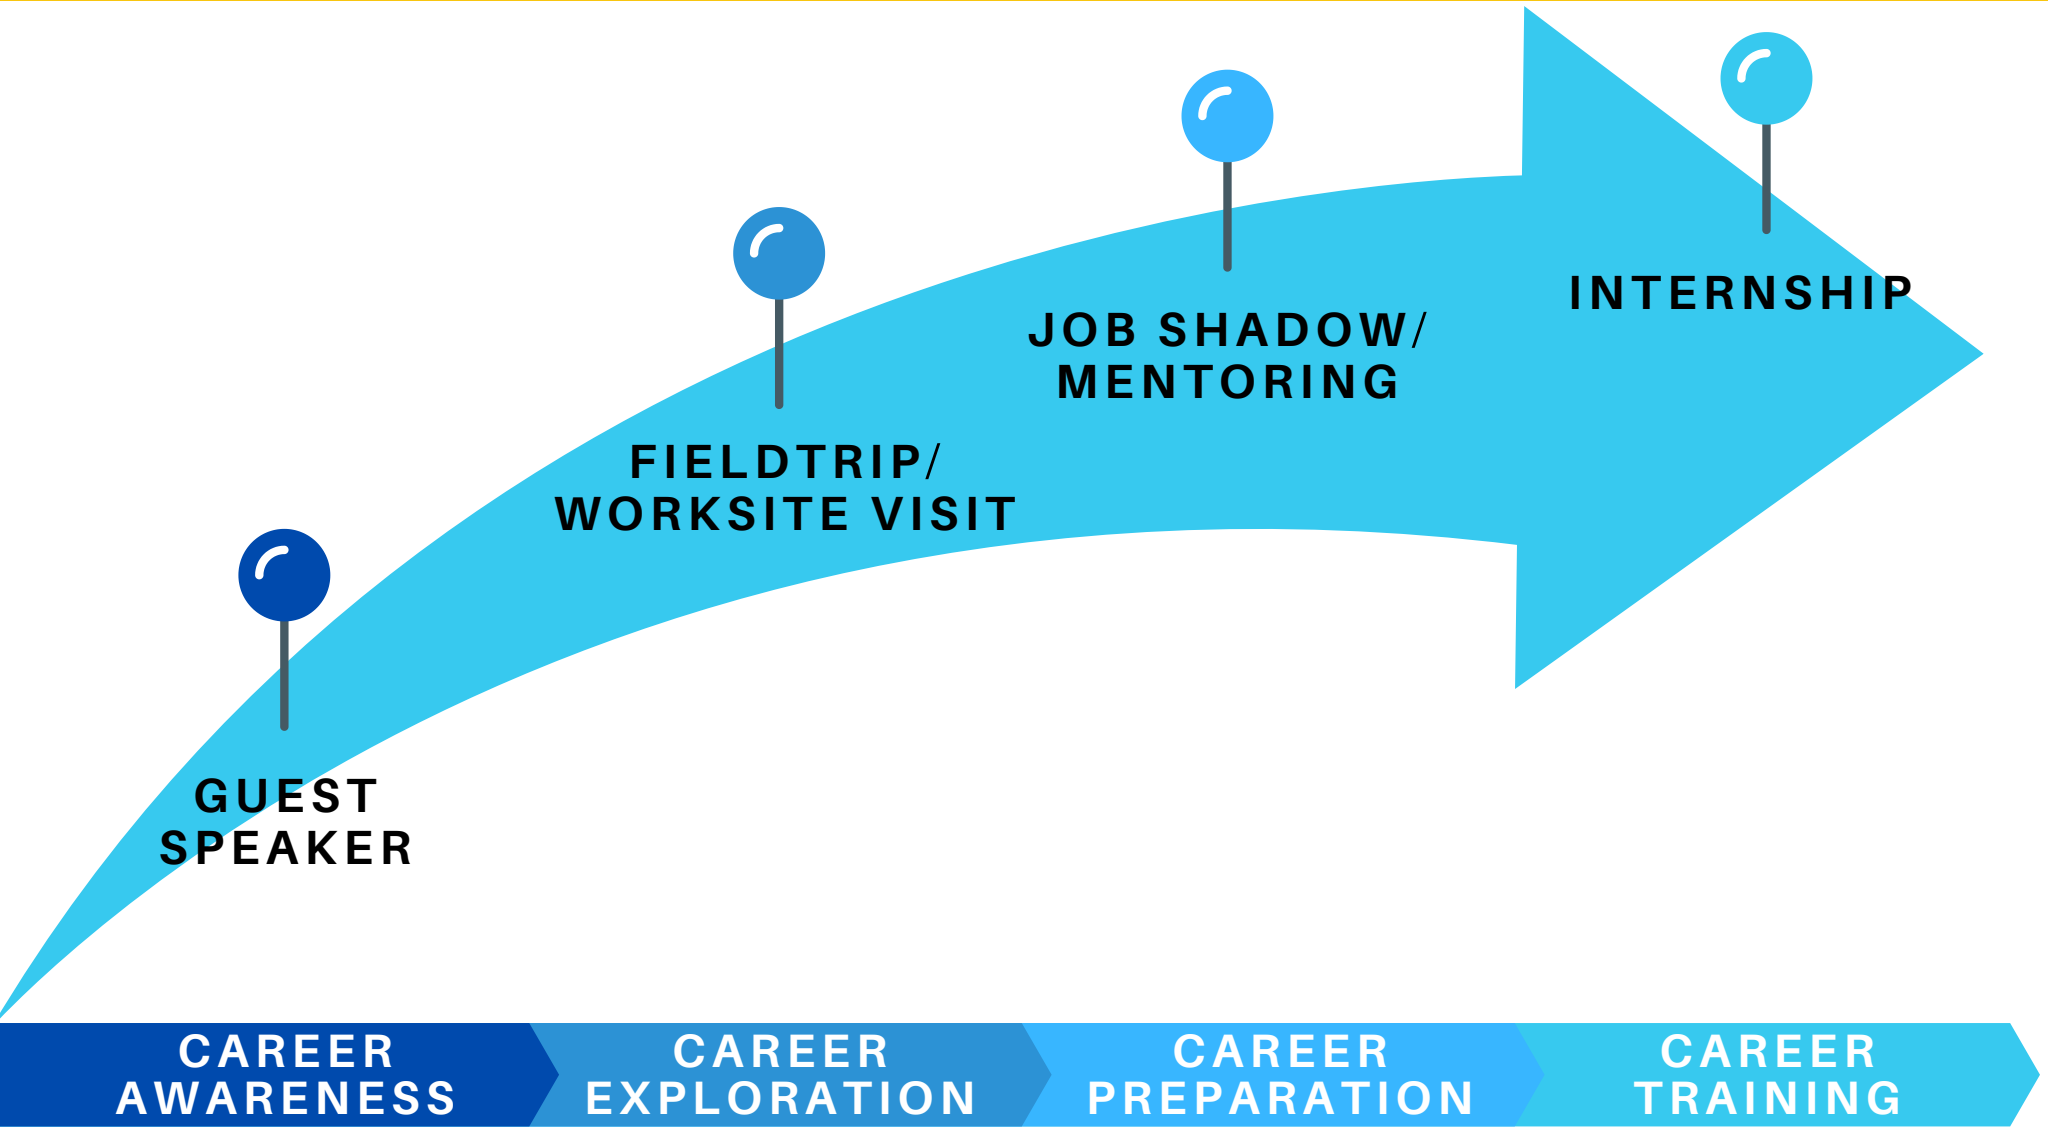 GUEST
SPEAKER
FIELDTRIP/
WORKSITE VISIT
JOB SHADOW/
MENTORING
INTERNSHIP
CAREER
AWARENESS
CAREER
EXPLORATION
CAREER
PREPARATION
CAREER
TRAINING